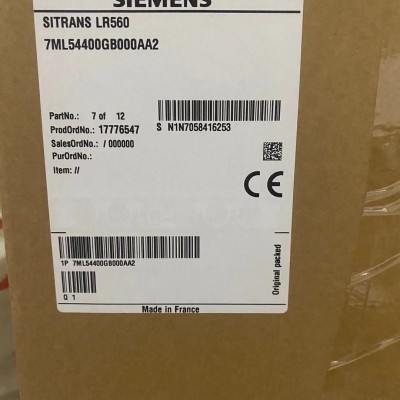 SIEMENS
SITRANS LR560
7ML54400GB000AA2
PartNo.: 7 of 12
ProdOrdNo.: 17776547
SalesOrdNo.: / 000000
PurOrdNo.:
Item: //
S N1N7058416253
CE
1P 7ML54400GB000AA2
Q 1
Original packed
Made in France